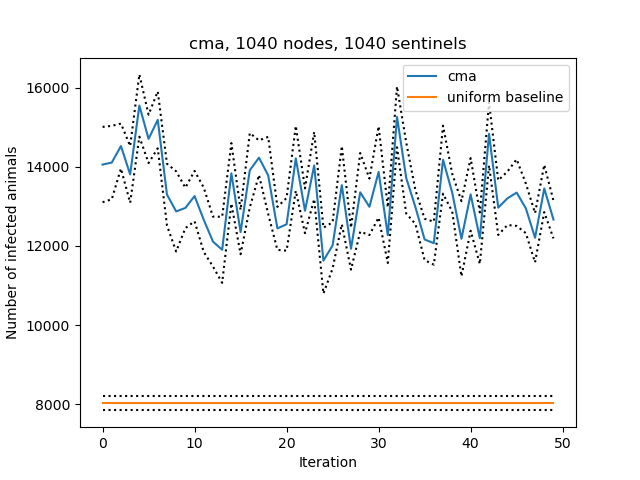 cma, 1040 nodes, 1040 sentinels
cma
uniform baseline
Number of infected animals
16000
14000
12000
10000
8000
0 10 20 30 40 50
Iteration